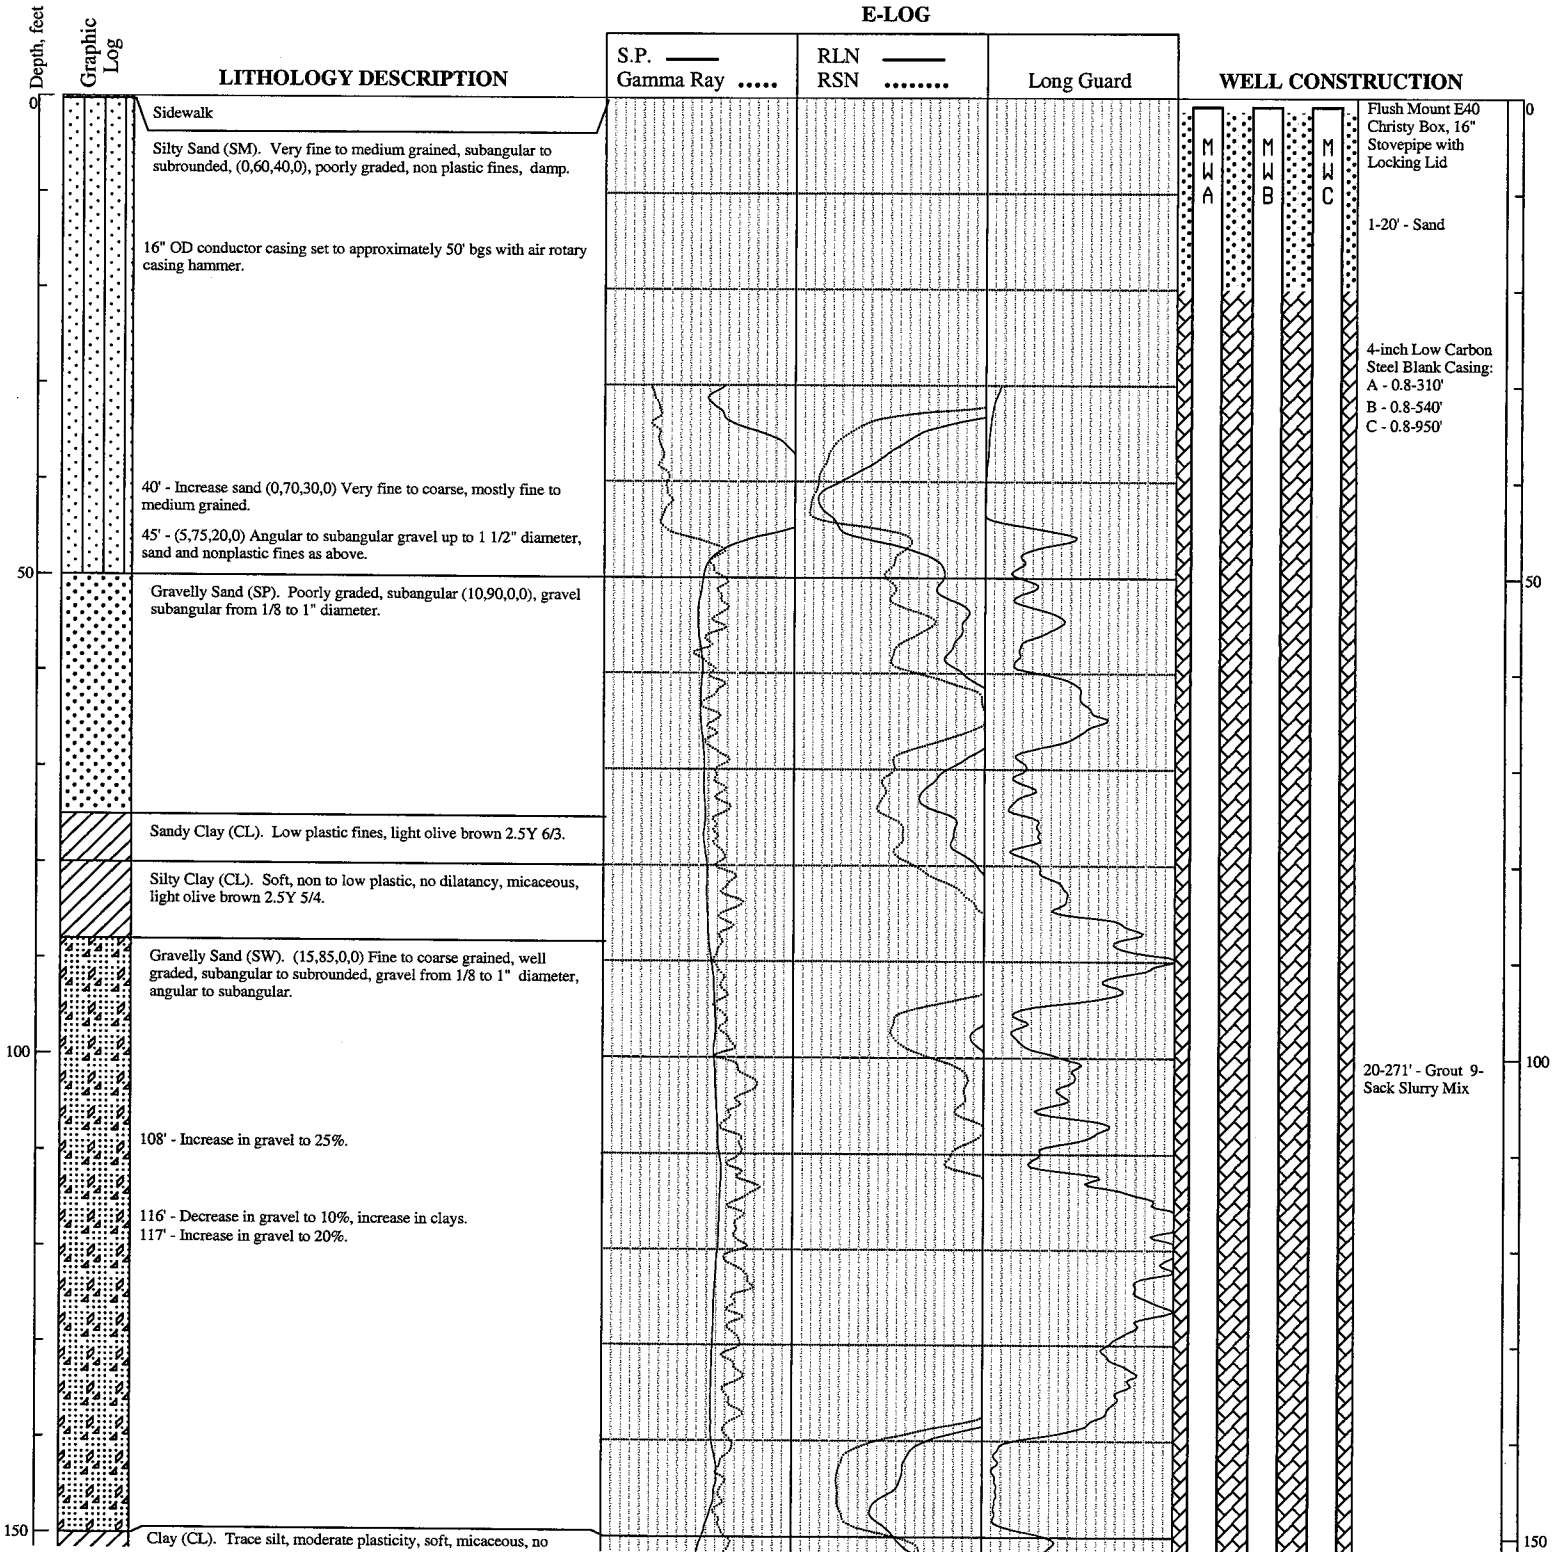 E-LOG
Depth, feet
Graphic
Log
LITHOLOGY DESCRIPTION
S.P.
Gamma Ray
RLN
RSN
Long Guard
WELL CONSTRUCTION
0
Sidewalk
Silty Sand (SM). Very fine to medium grained, subangular to
subrounded, (0,60,40,0), poorly graded, non plastic fines, damp.
16" OD conductor casing set to approximately 50' bgs with air rotary
casing hammer.
40' - Increase sand (0,70,30,0) Very fine to coarse, mostly fine to
medium grained.
45' - (5,75,20,0) Angular to subangular gravel up to 1 1/2" diameter,
sand and nonplastic fines as above.
50
Gravelly Sand (SP). Poorly graded, subangular (10,90,0,0), gravel
subangular from 1/8 to 1" diameter.
Sandy Clay (CL). Low plastic fines, light olive brown 2.5Y 6/3.
Silty Clay (CL). Soft, non to low plastic, no dilatancy, micaceous,
light olive brown 2.5Y 5/4.
Gravelly Sand (SW). (15,85,0,0) Fine to coarse grained, well
graded, subangular to subrounded, gravel from 1/8 to 1" diameter,
angular to subangular.
100
108' - Increase in gravel to 25%.
116' - Decrease in gravel to 10%, increase in clays.
117' - Increase in gravel to 20%.
150
Clay (CL). Trace silt, moderate plasticity, soft, micaceous, no
MWA
MWB
MWC
Flush Mount E40
Christy Box, 16"
Stovepipe with
Locking Lid
1-20' - Sand
4-inch Low Carbon
Steel Blank Casing:
A - 0.8-310'
B - 0.8-540'
C - 0.8-950'
20-271' - Grout 9-
Sack Slurry Mix
0
50
100
150